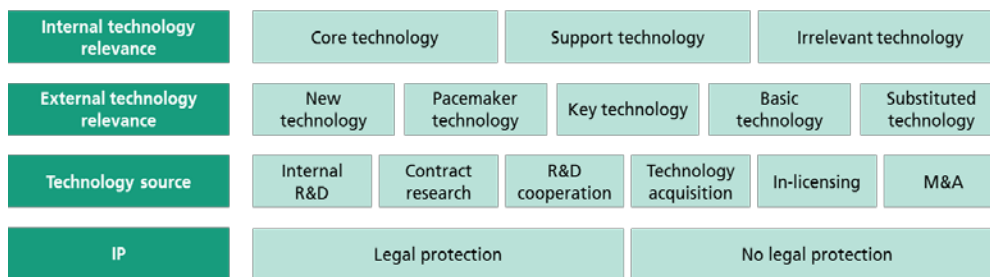 Internal technology
relevance
Core technology
Support technology
Irrelevant technology
External technology
relevance
New
technology
Pacemaker
technology
Key technology
Basic
technology
Substituted
technology
Technology source
Internal
R&D
Contract
research
R&D
cooperation
Technology
acquisition
In-licensing
M&A
IP
Legal protection
No legal protection